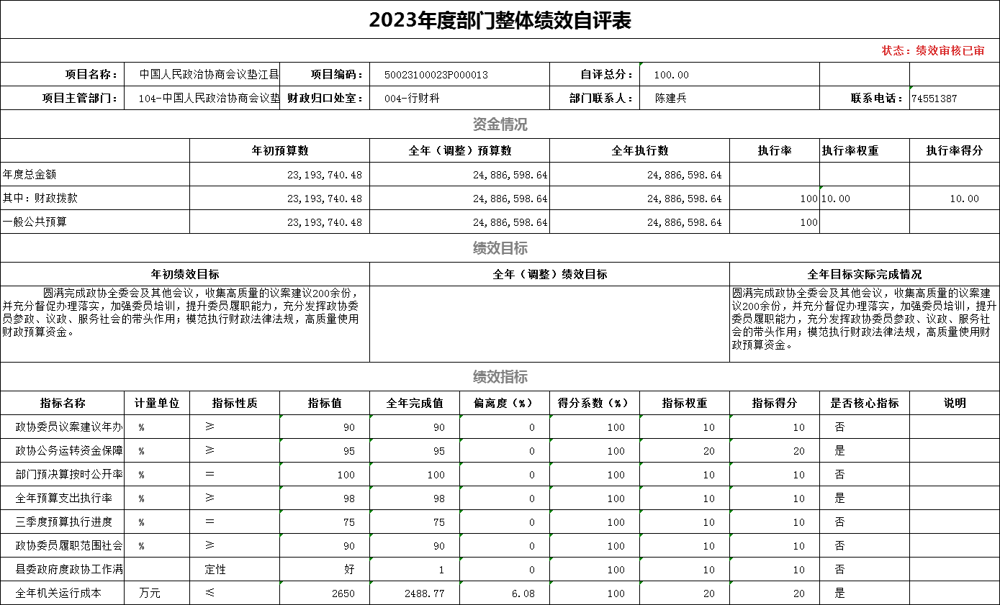 2023年度部门整体绩效自评表
状态：绩效审核已审
项目名称： 中国人民政治协商会议垫江县 项目编码： 50023100023P000013 自评总分： 100.00
项目主管部门： 104-中国人民政治协商会议垫 财政归口处室： 004-行财科 部门联系人： 陈建兵 联系电话： 74551387
资金情况
年初预算数 全年（调整）预算数 全年执行数 执行率 执行率权重 执行率得分
年度总金额 23,193,740.48 24,886,598.64 24,886,598.64
其中：财政拨款 23,193,740.48 24,886,598.64 24,886,598.64 100 10.00 10.00
一般公共预算 23,193,740.48 24,886,598.64 24,886,598.64 100
绩效目标
年初绩效目标 全年（调整）绩效目标 全年目标实际完成情况
圆满完成政协全委会及其他会议，收集高质量的议案建议200余份，
并充分督促办理落实，加强委员培训，提升委员履职能力，充分发挥政协委
员参政、议政、服务社会的带头作用；模范执行财政法律法规，高质量使用
财政预算资金。
圆满完成政协全委会及其他会议，收集高质量的议案建
议200余份，并充分督促办理落实，加强委员培训，提升
委员履职能力，充分发挥政协委员参政、议政、服务社
会的带头作用；模范执行财政法律法规，高质量使用财
政预算资金。
绩效指标
指标名称 计量单位 指标性质 指标值 全年完成值 偏离度（%） 得分系数（%） 指标权重 指标得分 是否核心指标 说明
政协委员议案建议年办 % ≥ 90 90 0 100 10 10 否
政协公务运转资金保障 % ≥ 95 95 0 100 20 20 是
部门预决算按时公开率 % ＝ 100 100 0 100 10 10 否
全年预算支出执行率 % ≥ 98 98 0 100 10 10 是
三季度预算执行进度 % ＝ 75 75 0 100 10 10 否
政协委员履职范围社会 % ≥ 90 90 0 100 10 10 否
县委政府度政协工作满 定性 好 1 0 100 10 10 否
全年机关运行成本 万元 ≤ 2650 2488.77 6.08 100 20 20 是